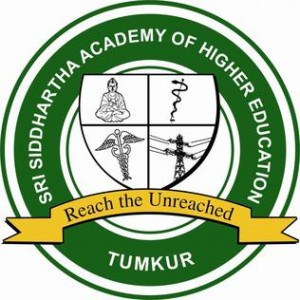 SRI SIDDHARTHA ACADEMY OF HIGHER EDUCATION
Reach the Unreached
TUMKUR